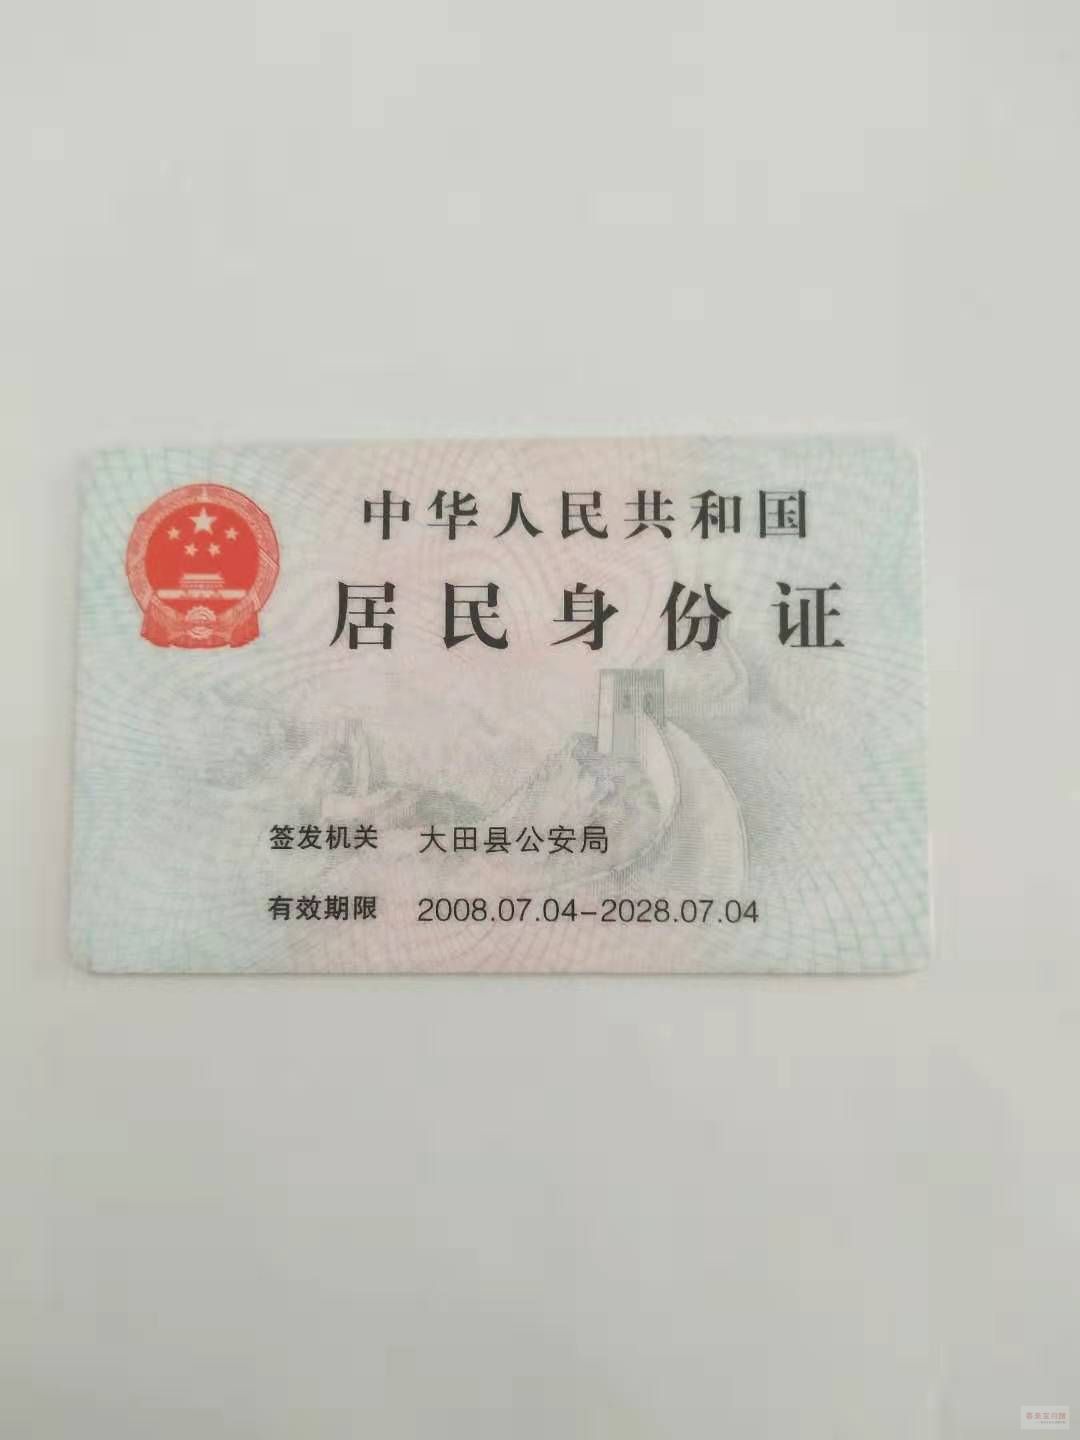 中华人民共和国
居民身份证
签发机关 大田县公安局
有效期限 2008.07.04-2028.07.04